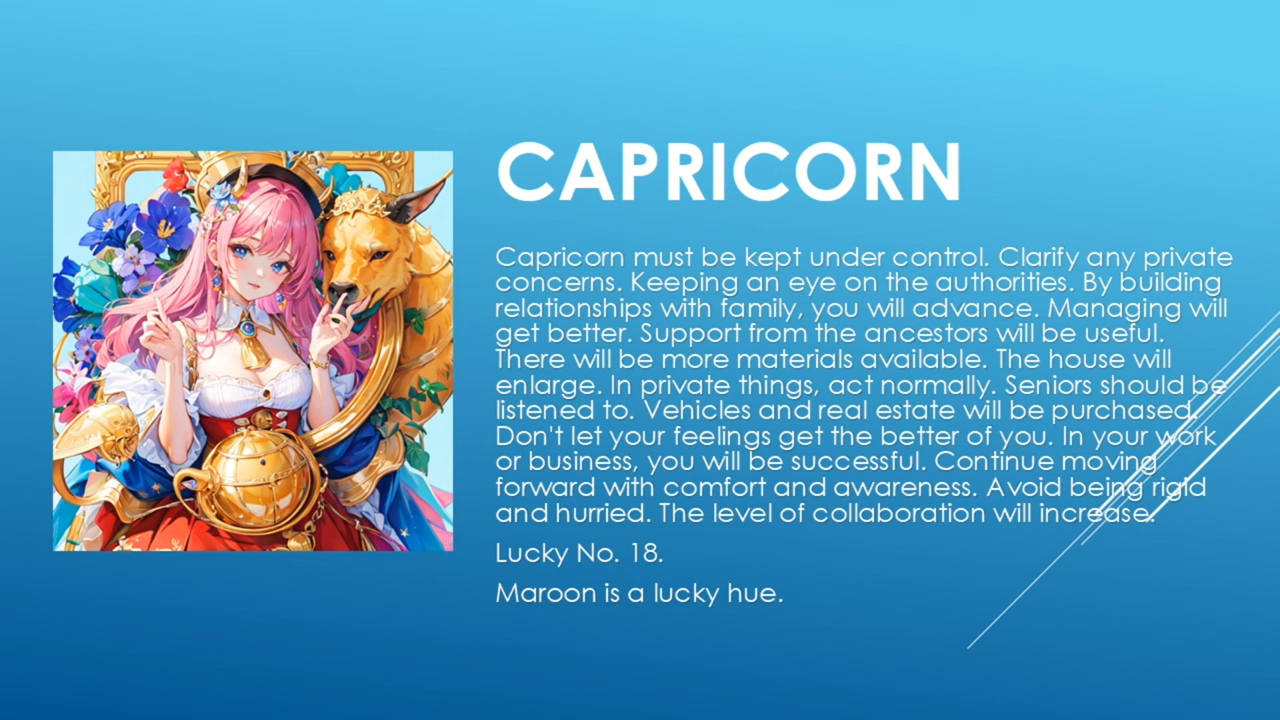 CAPRICORN
Capricorn must be kept under control. Clarify any private
concerns. Keeping an eye on the authorities. By building
relationships with family, you will advance. Managing will
get better. Support from the ancestors will be useful.
There will be more materials available. The house will
enlarge. In private things, act normally. Seniors should be
listened to. Vehicles and real estate will be purchased.
Don't let your feelings get the better of you. In your work
or business, you will be successful. Continue moving
forward with comfort and awareness. Avoid being rigid
and hurried. The level of collaboration will increase.
Lucky No. 18.
Maroon is a lucky hue.